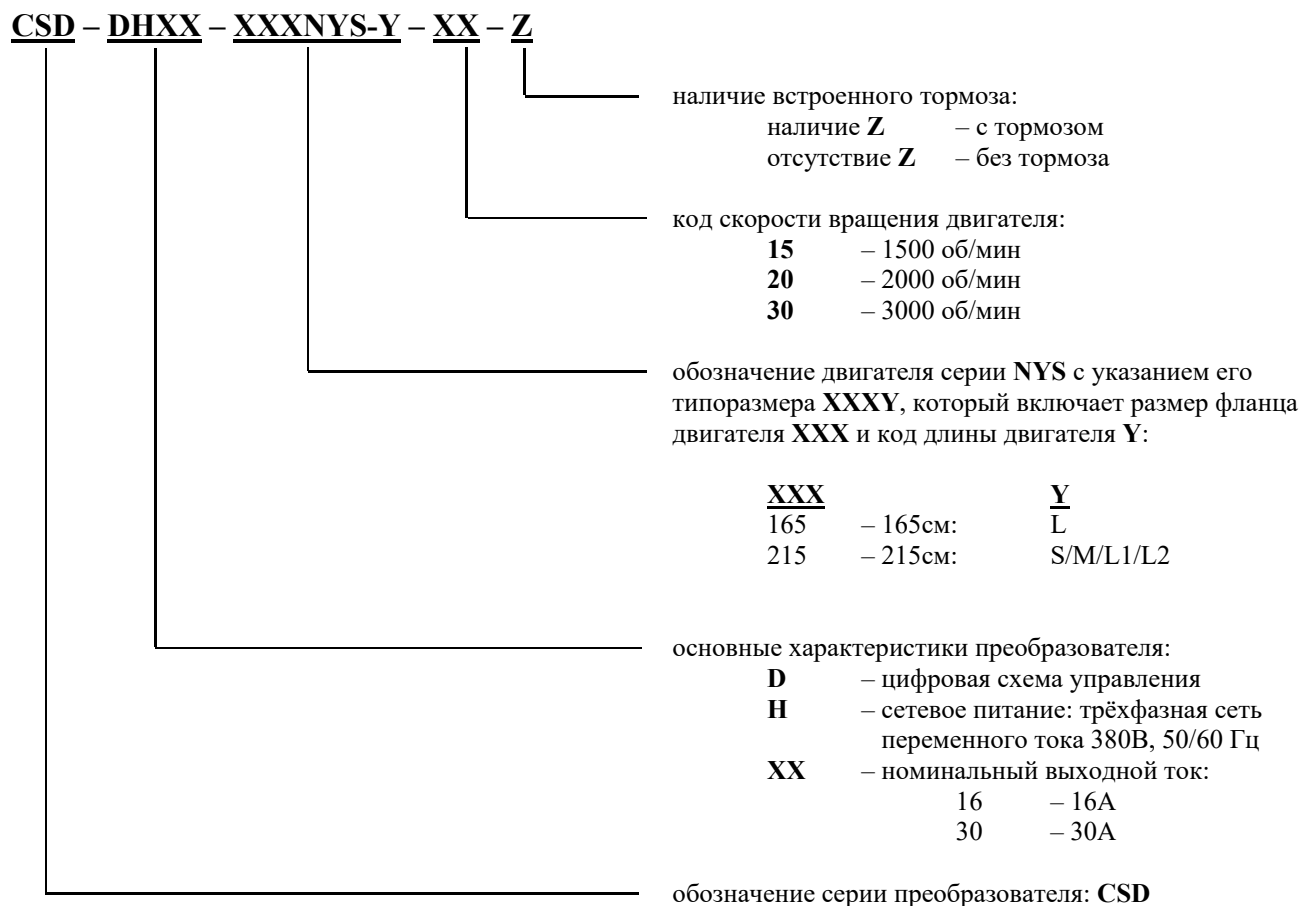 CSD – DHXX – XXXNYS-Y – XX – Z
наличие встроенного тормоза:
наличие Z – с тормозом
отсутствие Z – без тормоза
код скорости вращения двигателя:
15 – 1500 об/мин
20 – 2000 об/мин
30 – 3000 об/мин
обозначение двигателя серии NYS с указанием его
типоразмера XXXY, который включает размер фланца
двигателя XXX и код длины двигателя Y:
XXX Y
165 – 165см: L
215 – 215см: S/M/L1/L2
основные характеристики преобразователя:
D – цифровая схема управления
H – сетевое питание: трёхфазная сеть
переменного тока 380В, 50/60 Гц
XX – номинальный выходной ток:
16 – 16А
30 – 30А
обозначение серии преобразователя: CSD